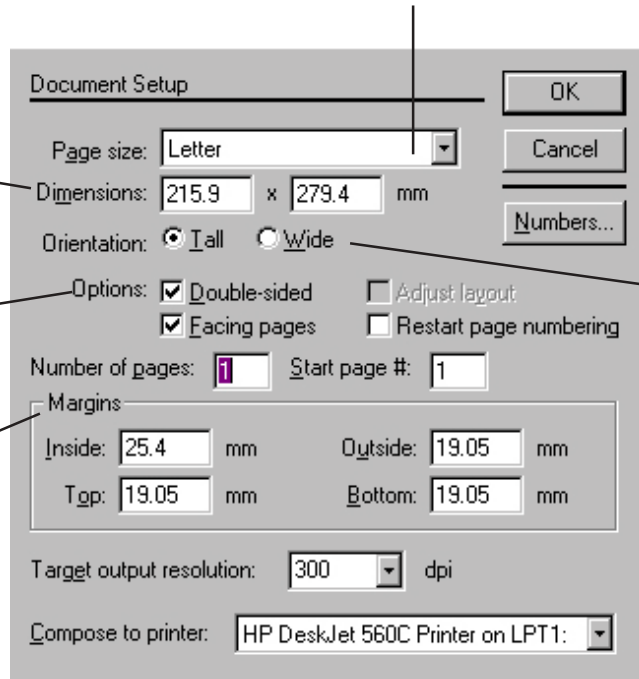 Document Setup
OK
Page size: Letter
Cancel
Dimensions: 215.9 x 279.4 mm
Numbers...
Orientation: Tall Wide
Options: Double-sided Adjust layout
Facing pages Restart page numbering
Number of pages: 1 Start page #: 1
Margins
Inside: 25.4 mm Outside: 19.05 mm
Top: 19.05 mm Bottom: 19.05 mm
Target output resolution: 300 dpi
Compose to printer: HP DeskJet 560C Printer on LPT1: